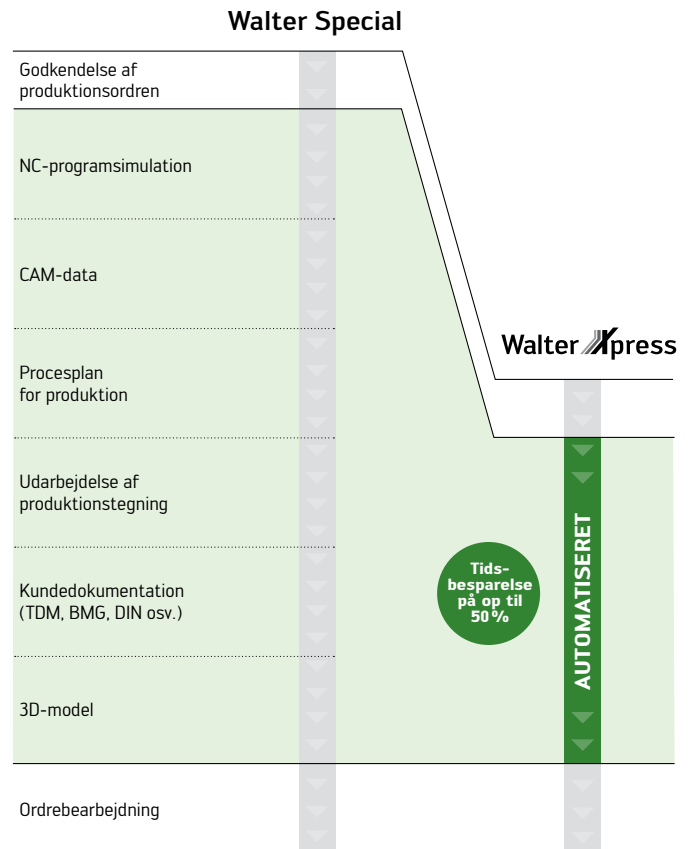 Walter Special
Godkendelse af
produktionsordren
NC-programsimulation
CAM-data
Procesplan
for produktion
Udarbejdelse af
produktionstegning
Kundedokumentation
(TDM, BMG, DIN osv.)
3D-model
Ordrebearbejdning
Walter Xpress
Tids-
besparelse
på op til
50 %
AUTOMATISERET